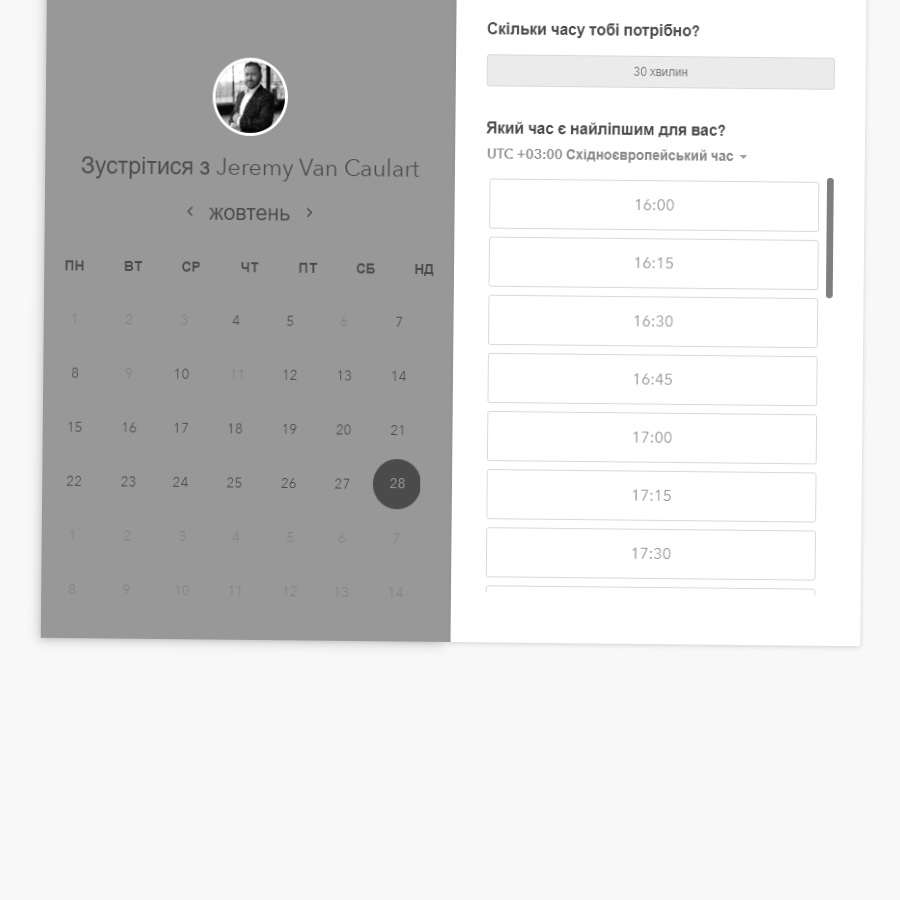 Зустрітися з Jeremy Van Caulart
‹ жовтень ›
ПН ВТ СР ЧТ ПТ СБ НД
1 2 3 4 5 6 7
8 9 10 11 12 13 14
15 16 17 18 19 20 21
22 23 24 25 26 27 28
1 2 3 4 5 6 7
8 9 10 11 12 13 14
Скільки часу тобі потрібно?
30 хвилин
Який час є найліпшим для вас?
UTC +03:00 Східноєвропейський час
16:00
16:15
16:30
16:45
17:00
17:15
17:30